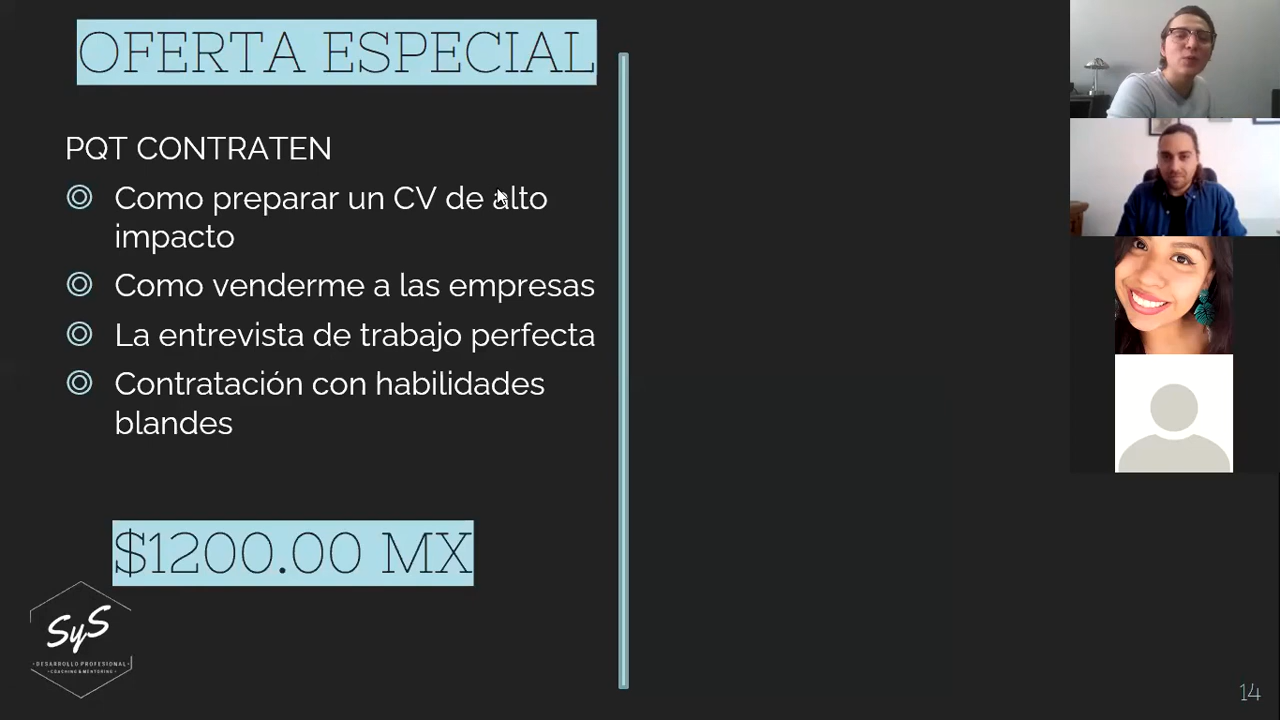 OFERTA ESPECIAL
PQT CONTRATEN
Como preparar un CV de alto
impacto
Como venderme a las empresas
La entrevista de trabajo perfecta
Contratación con habilidades
blandes
$1200.00 MX
SyS
DESARROLLO PROFESIONAL
COACHING & MENTORING
14